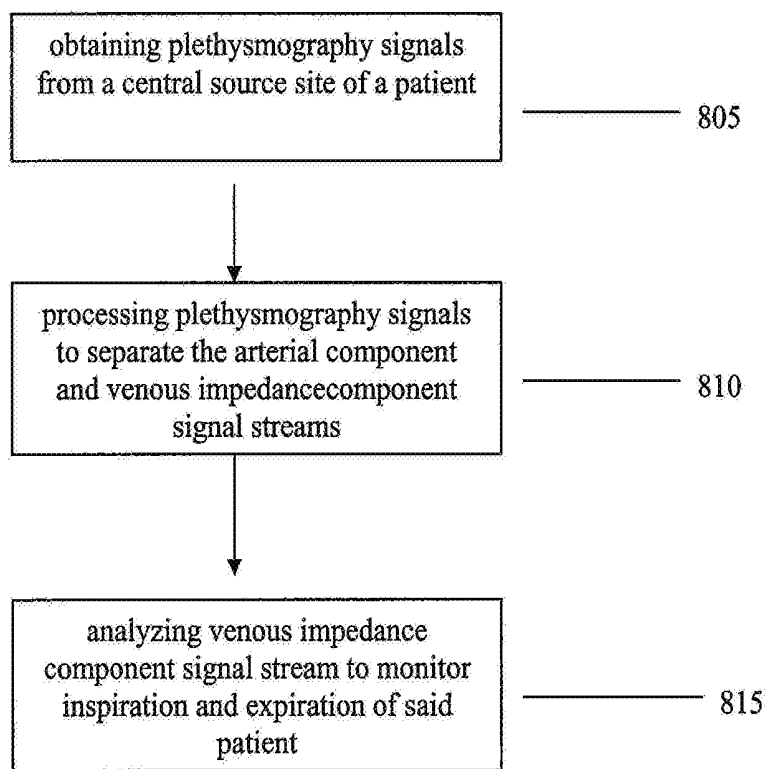 obtaining plethysmography signals
from a central source site of a patient
805
processing plethysmography signals
to separate the arterial component
and venous impedancecomponent
signal streams
810
analyzing venous impedance
component signal stream to monitor
inspiration and expiration of said
patient
815